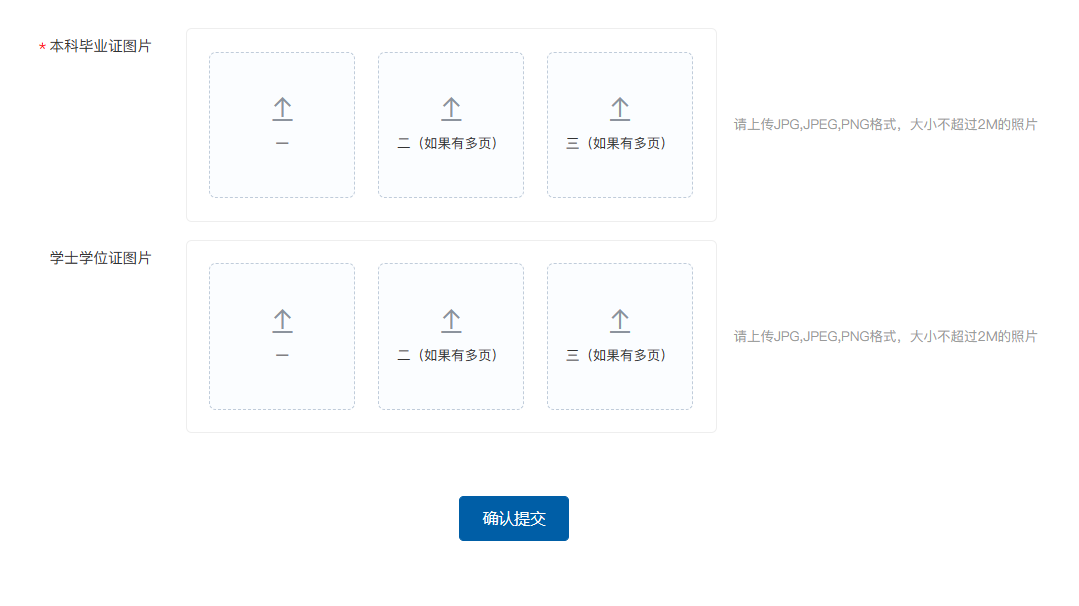 * 本科毕业证图片
一
二（如果有多页）
三（如果有多页）
请上传JPG,JPEG,PNG格式，大小不超过2M的照片
学士学位证图片
一
二（如果有多页）
三（如果有多页）
请上传JPG,JPEG,PNG格式，大小不超过2M的照片
确认提交